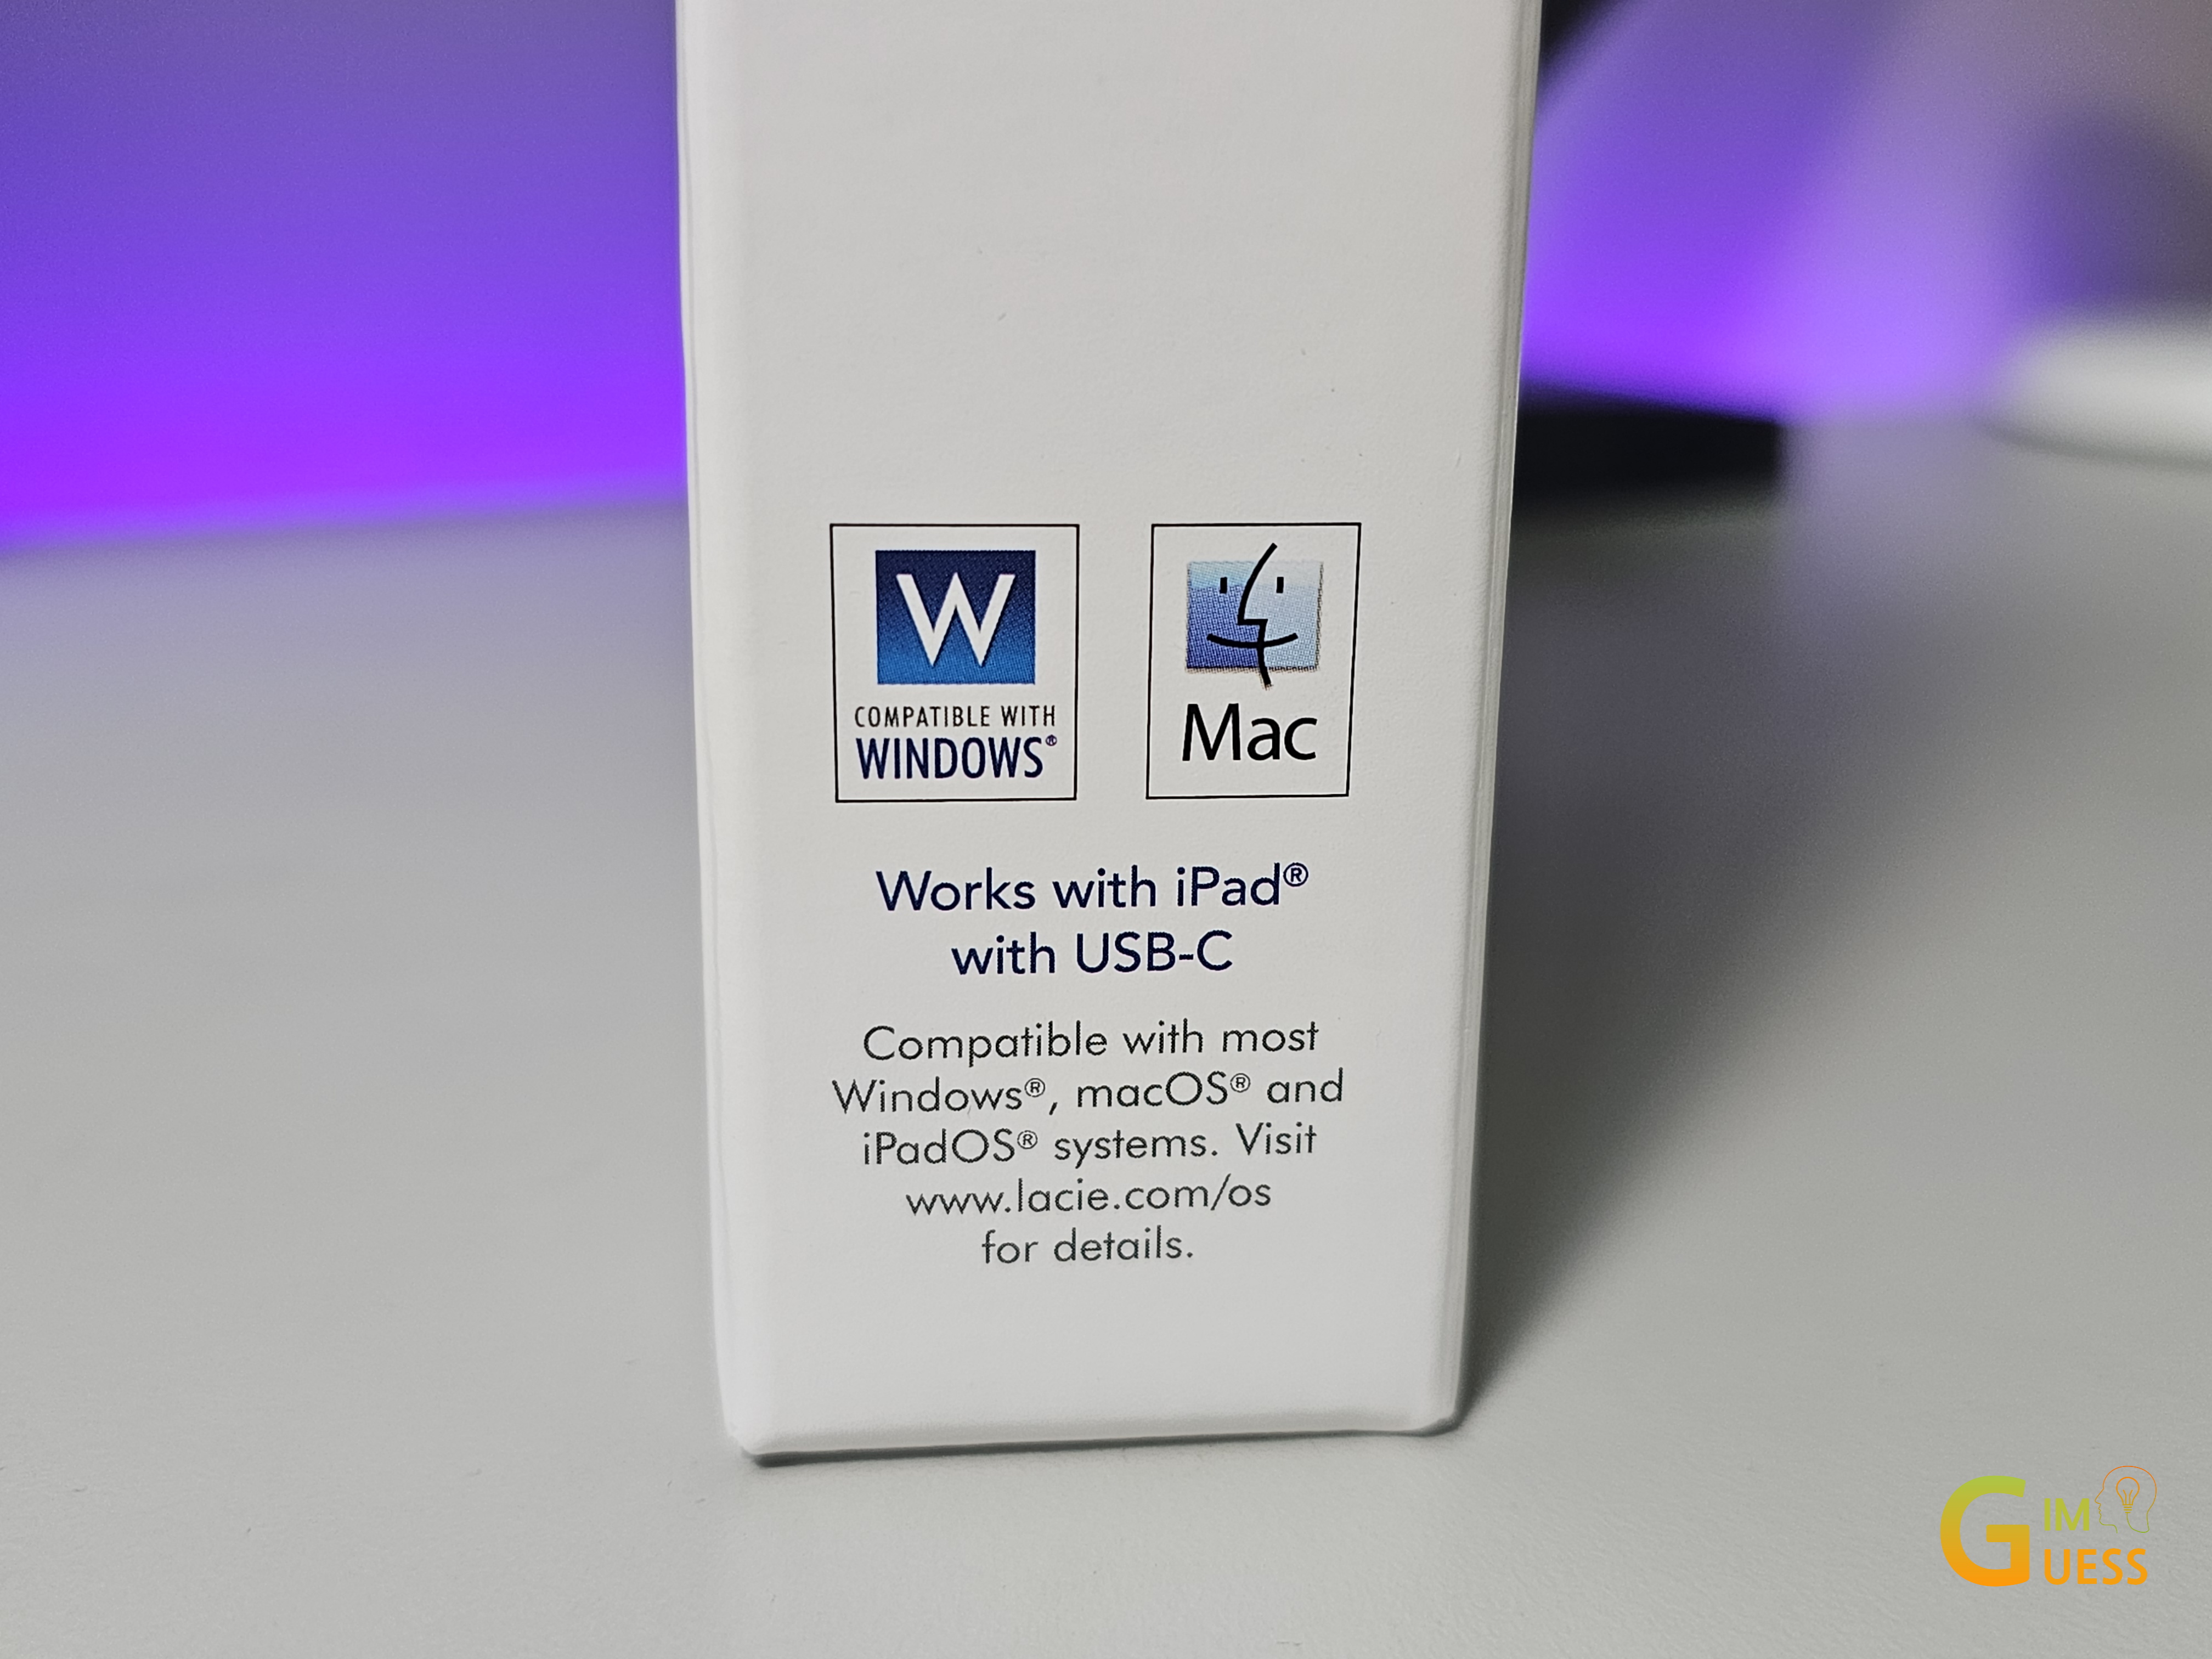 W
COMPATIBLE WITH
WINDOWS®
Mac
Works with iPad®
with USB-C
Compatible with most
Windows®, macOS® and
iPadOS® systems. Visit
www.lacie.com/os
for details.
GIM
GUESS